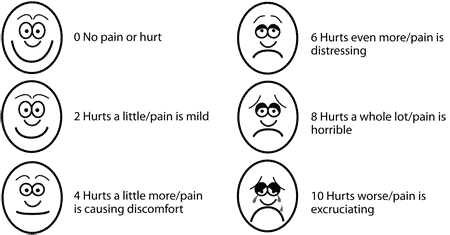 0 No pain or hurt
2 Hurts a little/pain is mild
4 Hurts a little more/pain
is causing discomfort
6 Hurts even more/pain is
distressing
8 Hurts a whole lot/pain is
horrible
10 Hurts worse/pain is
excruciating